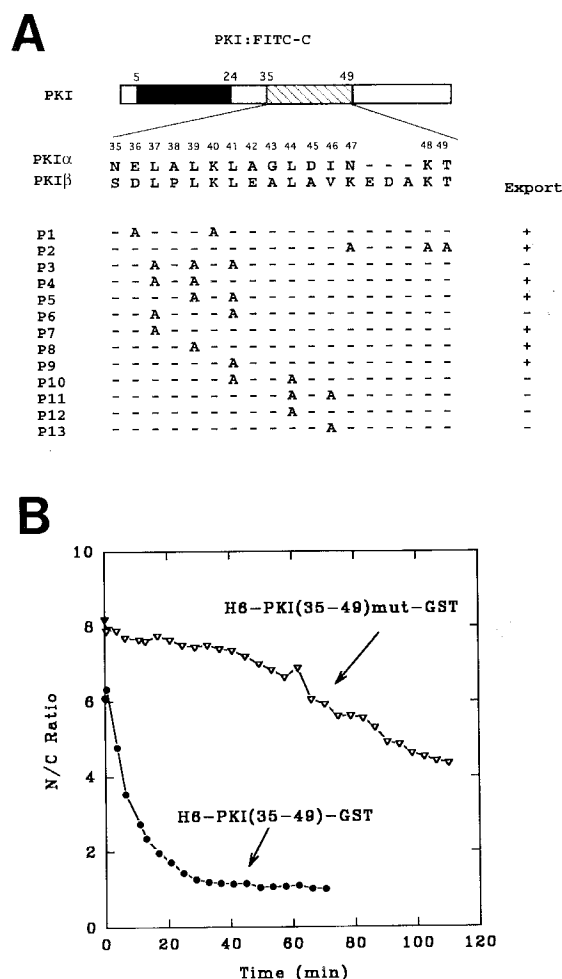 A
PKI:FITC-C
5 24 35 49
PKI
35 36 37 38 39 40 41 42 43 44 45 46 47 48 49
PKIα N E L A L K L A G L D I N - - - K T
PKIβ S D L P L K L E A L A V K E D A K T
Export
P1 - A - - - A - - - - - - - - - - - - +
P2 - - - - - - - - - - - - A - - - A A +
P3 - - A - A - A - - - - - - - - - - - -
P4 - - A - A - - - - - - - - - - - - - +
P5 - - - - A - A - - - - - - - - - - - +
P6 - - A - - - A - - - - - - - - - - - -
P7 - - A - - - - - - - - - - - - - - - +
P8 - - - - A - - - - - - - - - - - - - +
P9 - - - - - - A - - - - - - - - - - - +
P10 - - - - - - A - - A - - - - - - - - -
P11 - - - - - - - - - A - A - - - - - - -
P12 - - - - - - - - - A - - - - - - - - -
P13 - - - - - - - - - - - A - - - - - - -
B
10
8
6
4
2
0
N/C Ratio
H6-PKI(35-49)mut-GST
H6-PKI(35-49)-GST
0 20 40 60 80 100 120
Time (min)